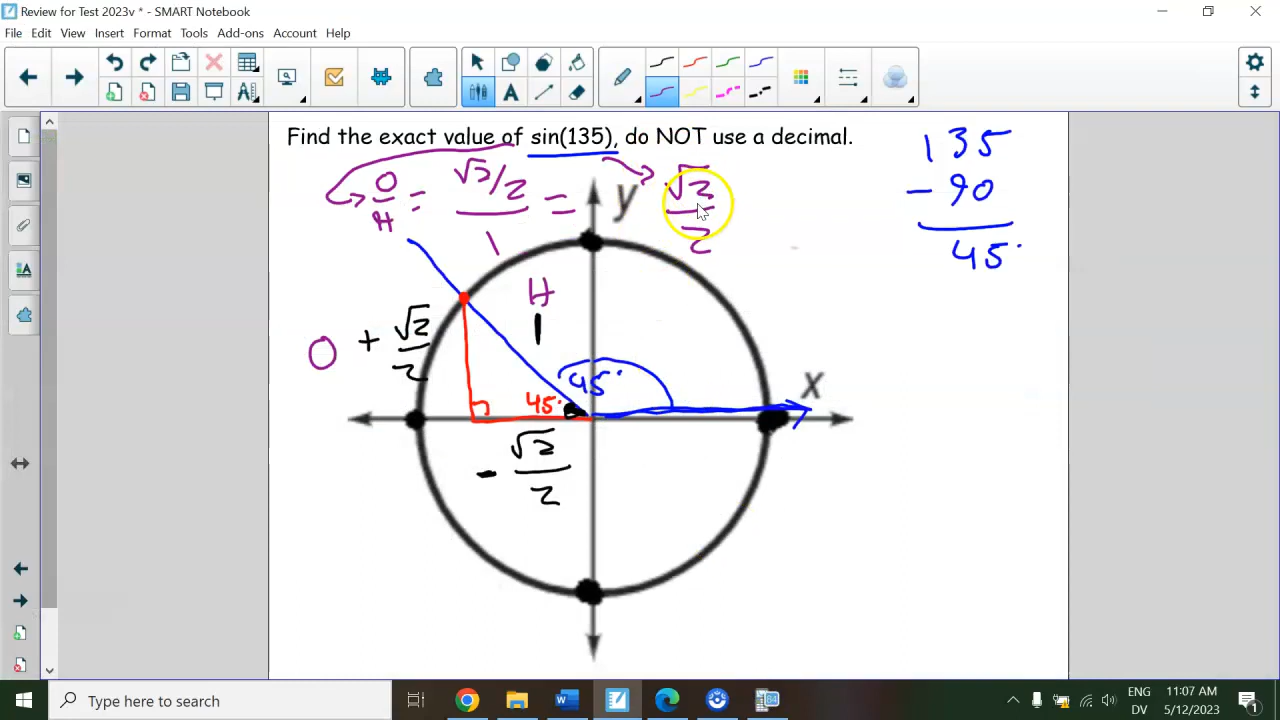 Review for Test 2023v * - SMART Notebook
File Edit View Insert Format Tools Add-ons Account Help
Find the exact value of sin(135), do NOT use a decimal.
O/H = (√2/2)/1 = √2/2
135
- 90
45°
y
x
H
1
O
+ √2/2
45°
45°
- √2/2
Type here to search
ENG
DV
11:07 AM
5/12/2023
1